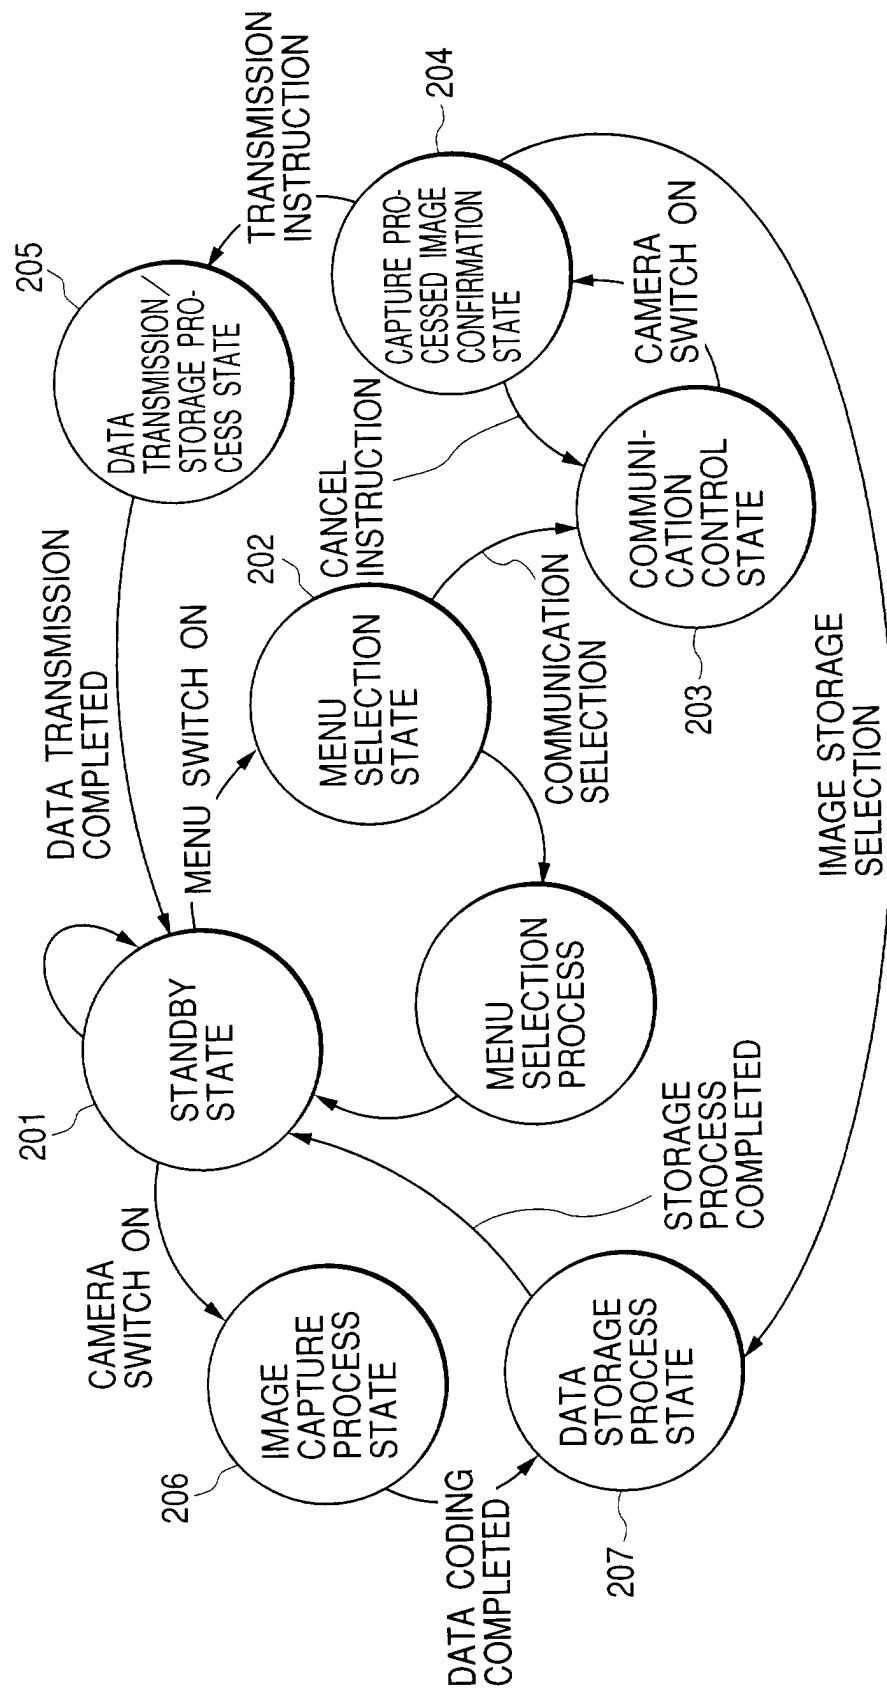 DATA TRANSMISSION
COMPLETED
205
DATA
TRANSMISSION/
STORAGE PRO-
CESS STATE
TRANSMISSION
INSTRUCTION
204
CAPTURE PRO-
CESSED IMAGE
CONFIRMATION
STATE
201
STANDBY
STATE
MENU SWITCH ON
202
MENU
SELECTION
STATE
CANCEL
INSTRUCTION
CAMERA
SWITCH ON
CAMERA
SWITCH ON
206
IMAGE
CAPTURE
PROCESS
STATE
MENU
SELECTION
PROCESS
COMMUNICATION
SELECTION
COMMUNI-
CATION
CONTROL
STATE
203
DATA CODING
COMPLETED
DATA
STORAGE
PROCESS
STATE
207
STORAGE
PROCESS
COMPLETED
IMAGE STORAGE
SELECTION